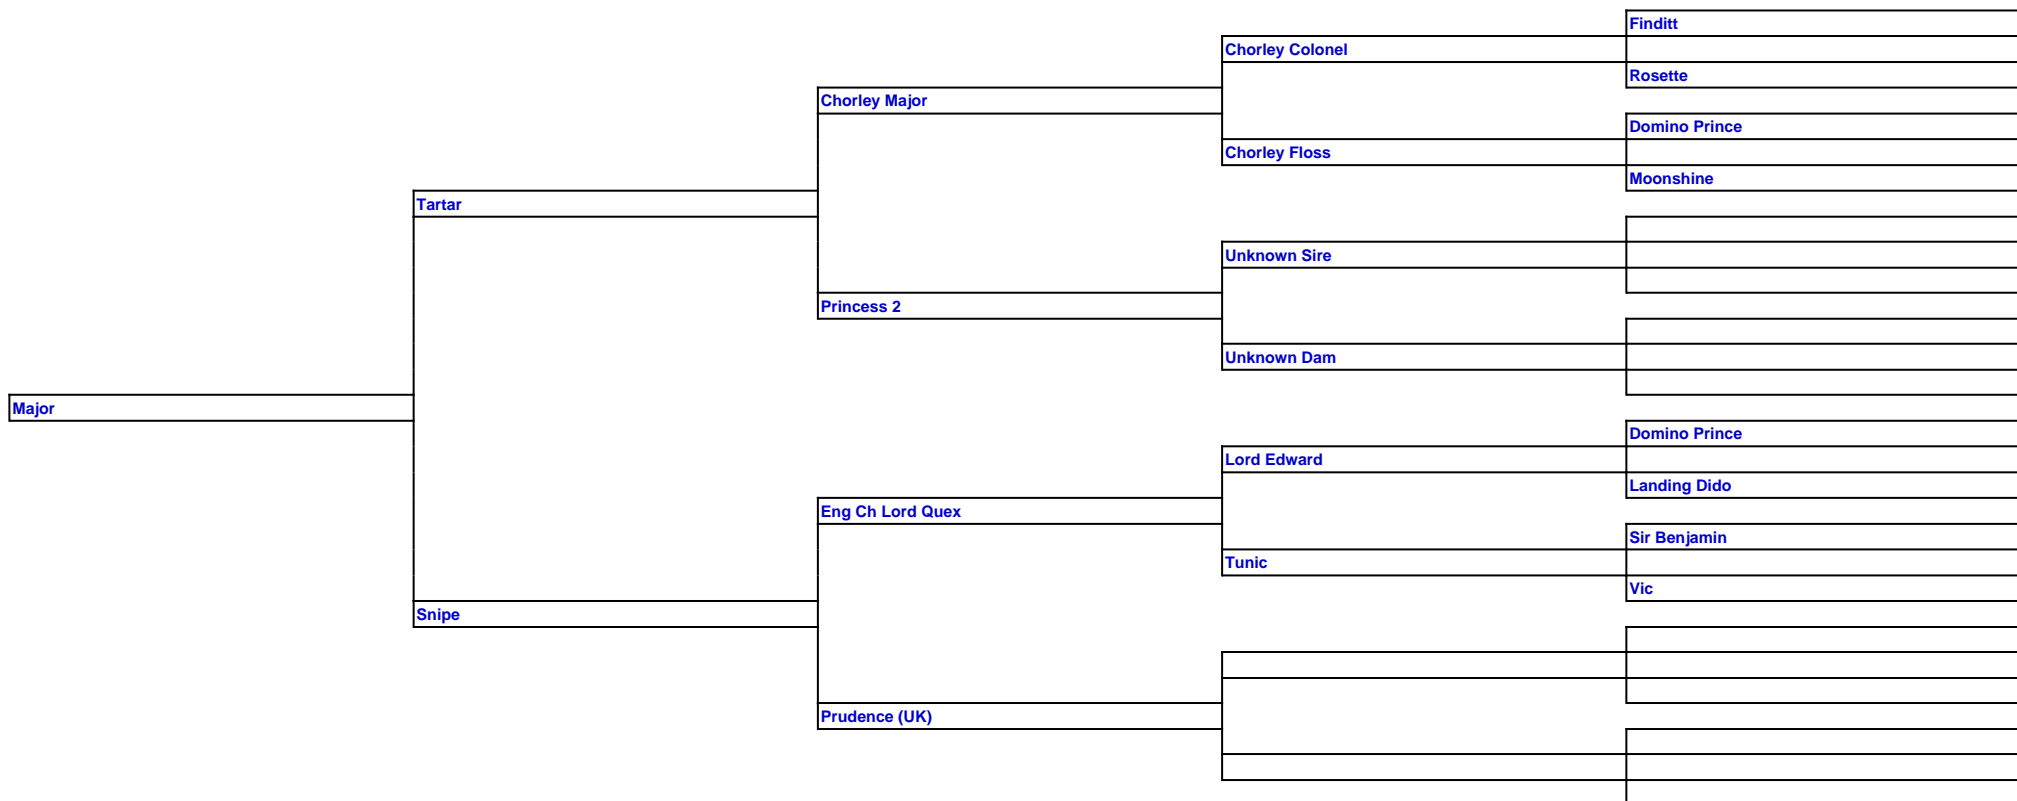 Finditt
Chorley Colonel
Rosette
Chorley Major
Domino Prince
Chorley Floss
Moonshine
Tartar
Unknown Sire
Princess 2
Unknown Dam
Major
Domino Prince
Lord Edward
Landing Dido
Eng Ch Lord Quex
Sir Benjamin
Tunic
Vic
Snipe
Prudence (UK)